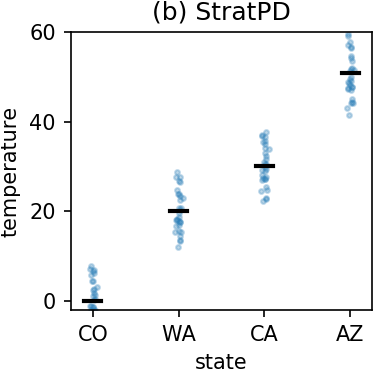 (b) StratPD
60
40
20
0
temperature
CO WA CA AZ
state